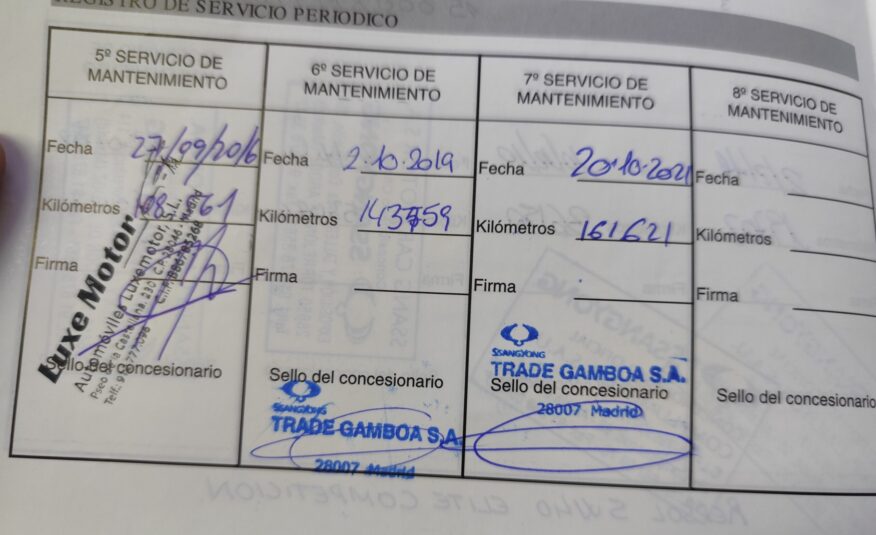 REGISTRO DE SERVICIO PERIODICO
5º SERVICIO DE
MANTENIMIENTO
Fecha 27/09/2016
Kilómetros
Firma
Luxe Motor
Automóviles Luxemotor, S.L.
Sello del concesionario
6º SERVICIO DE
MANTENIMIENTO
Fecha 2.10.2019
Kilómetros 143759
Firma
Sello del concesionario
SSANGYONG
TRADE GAMBOA S.A.
28007 Madrid
7º SERVICIO DE
MANTENIMIENTO
Fecha 20.10.2021
Kilómetros 161621
Firma
SSANGYONG
TRADE GAMBOA S.A.
Sello del concesionario
28007 Madrid
8º SERVICIO DE
MANTENIMIENTO
Fecha
Kilómetros
Firma
Sello del concesionario